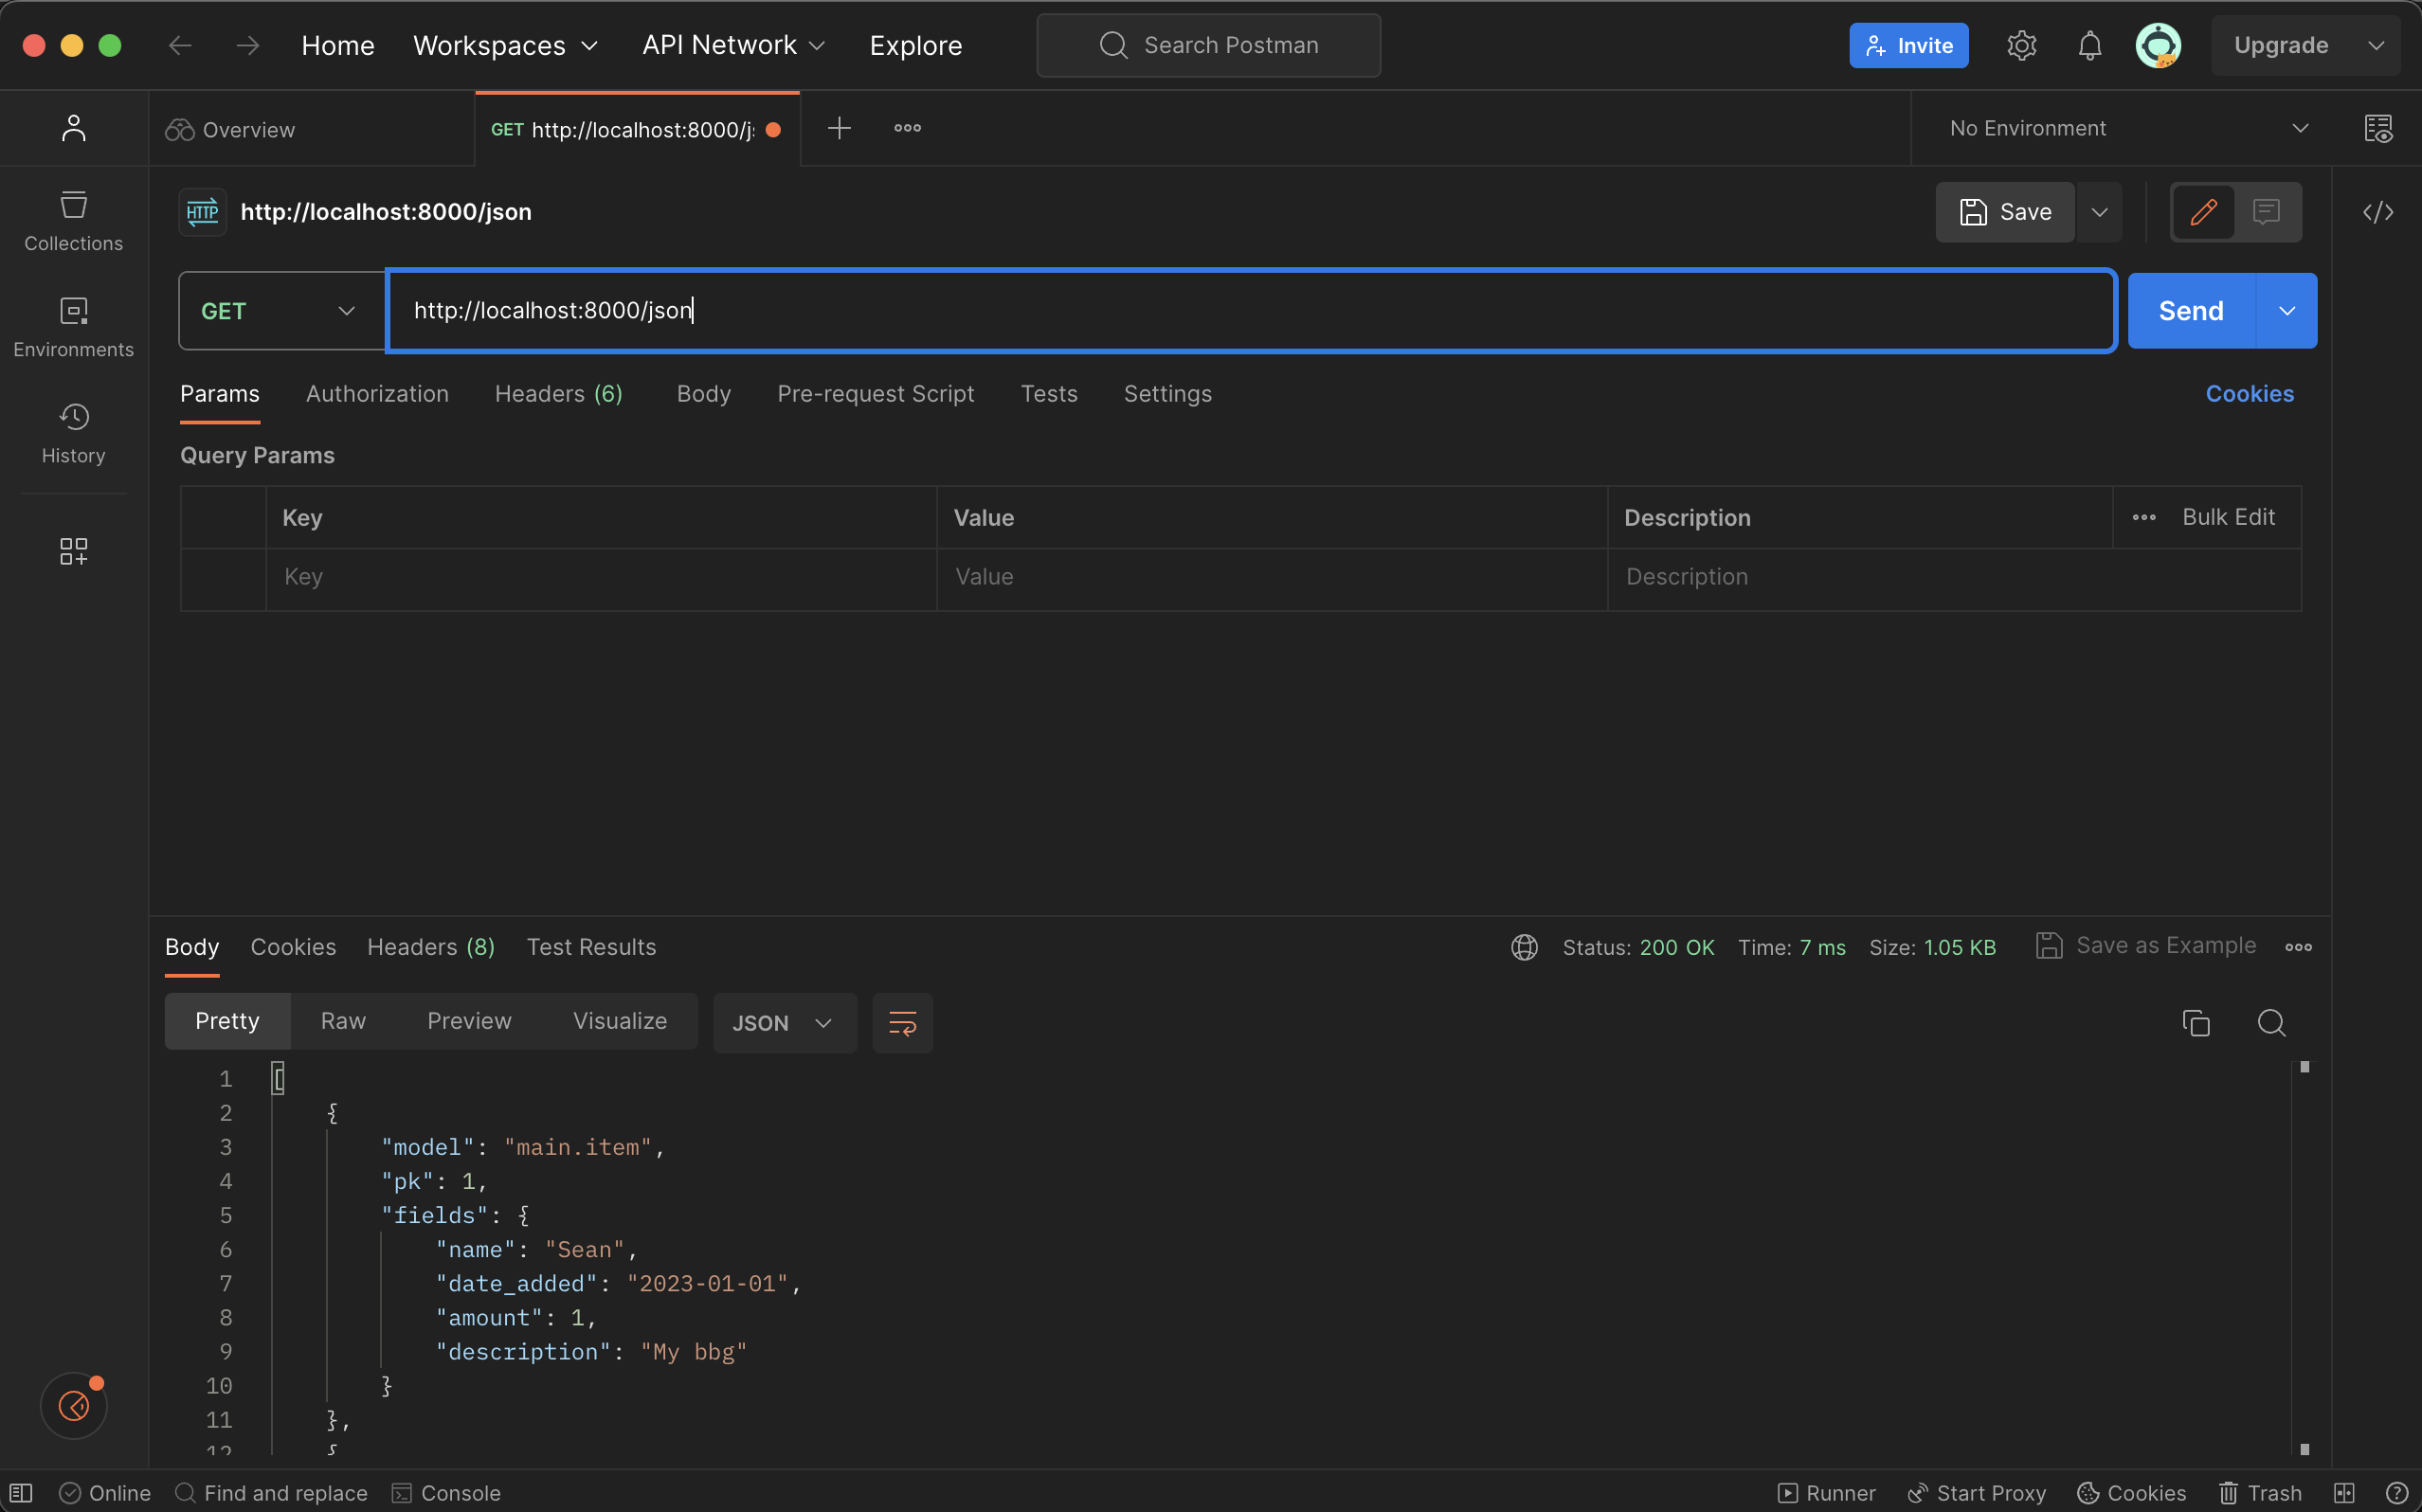 Home Workspaces API Network Explore Search Postman Invite Upgrade
Overview GET http://localhost:8000/j No Environment
HTTP http://localhost:8000/json Save
Collections
GET http://localhost:8000/json Send
Environments
Params Authorization Headers (6) Body Pre-request Script Tests Settings Cookies
History
Query Params
Key Value Description Bulk Edit
Key Value Description
Body Cookies Headers (8) Test Results Status: 200 OK Time: 7 ms Size: 1.05 KB Save as Example
Pretty Raw Preview Visualize JSON
1 [
2 {
3 "model": "main.item",
4 "pk": 1,
5 "fields": {
6 "name": "Sean",
7 "date_added": "2023-01-01",
8 "amount": 1,
9 "description": "My bbg"
10 }
11 },
12 {
Online Find and replace Console Runner Start Proxy Cookies Trash